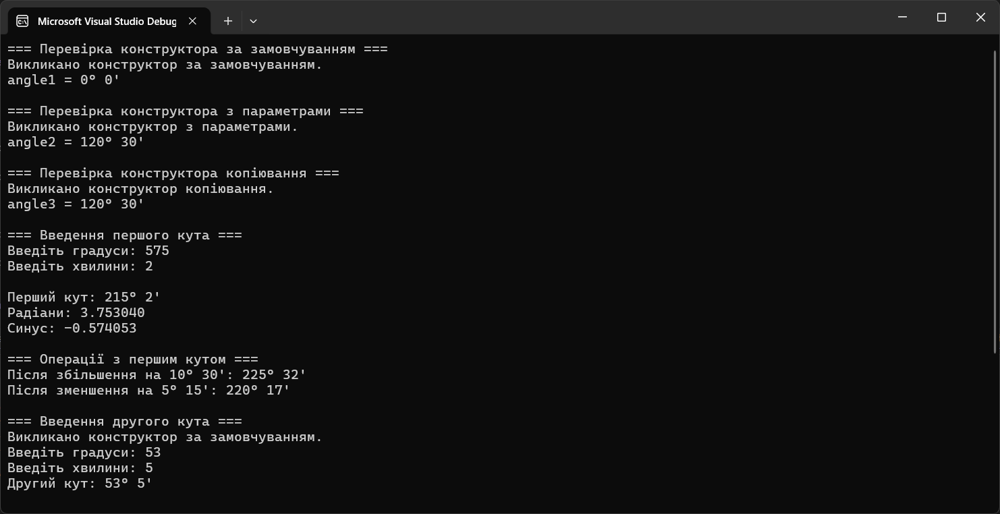 Microsoft Visual Studio Debug
=== Перевірка конструктора за замовчуванням ===
Викликано конструктор за замовчуванням.
angle1 = 0° 0'
=== Перевірка конструктора з параметрами ===
Викликано конструктор з параметрами.
angle2 = 120° 30'
=== Перевірка конструктора копіювання ===
Викликано конструктор копіювання.
angle3 = 120° 30'
=== Введення першого кута ===
Введіть градуси: 575
Введіть хвилини: 2
Перший кут: 215° 2'
Радіани: 3.753040
Синус: -0.574053
=== Операції з першим кутом ===
Після збільшення на 10° 30': 225° 32'
Після зменшення на 5° 15': 220° 17'
=== Введення другого кута ===
Викликано конструктор за замовчуванням.
Введіть градуси: 53
Введіть хвилини: 5
Другий кут: 53° 5'